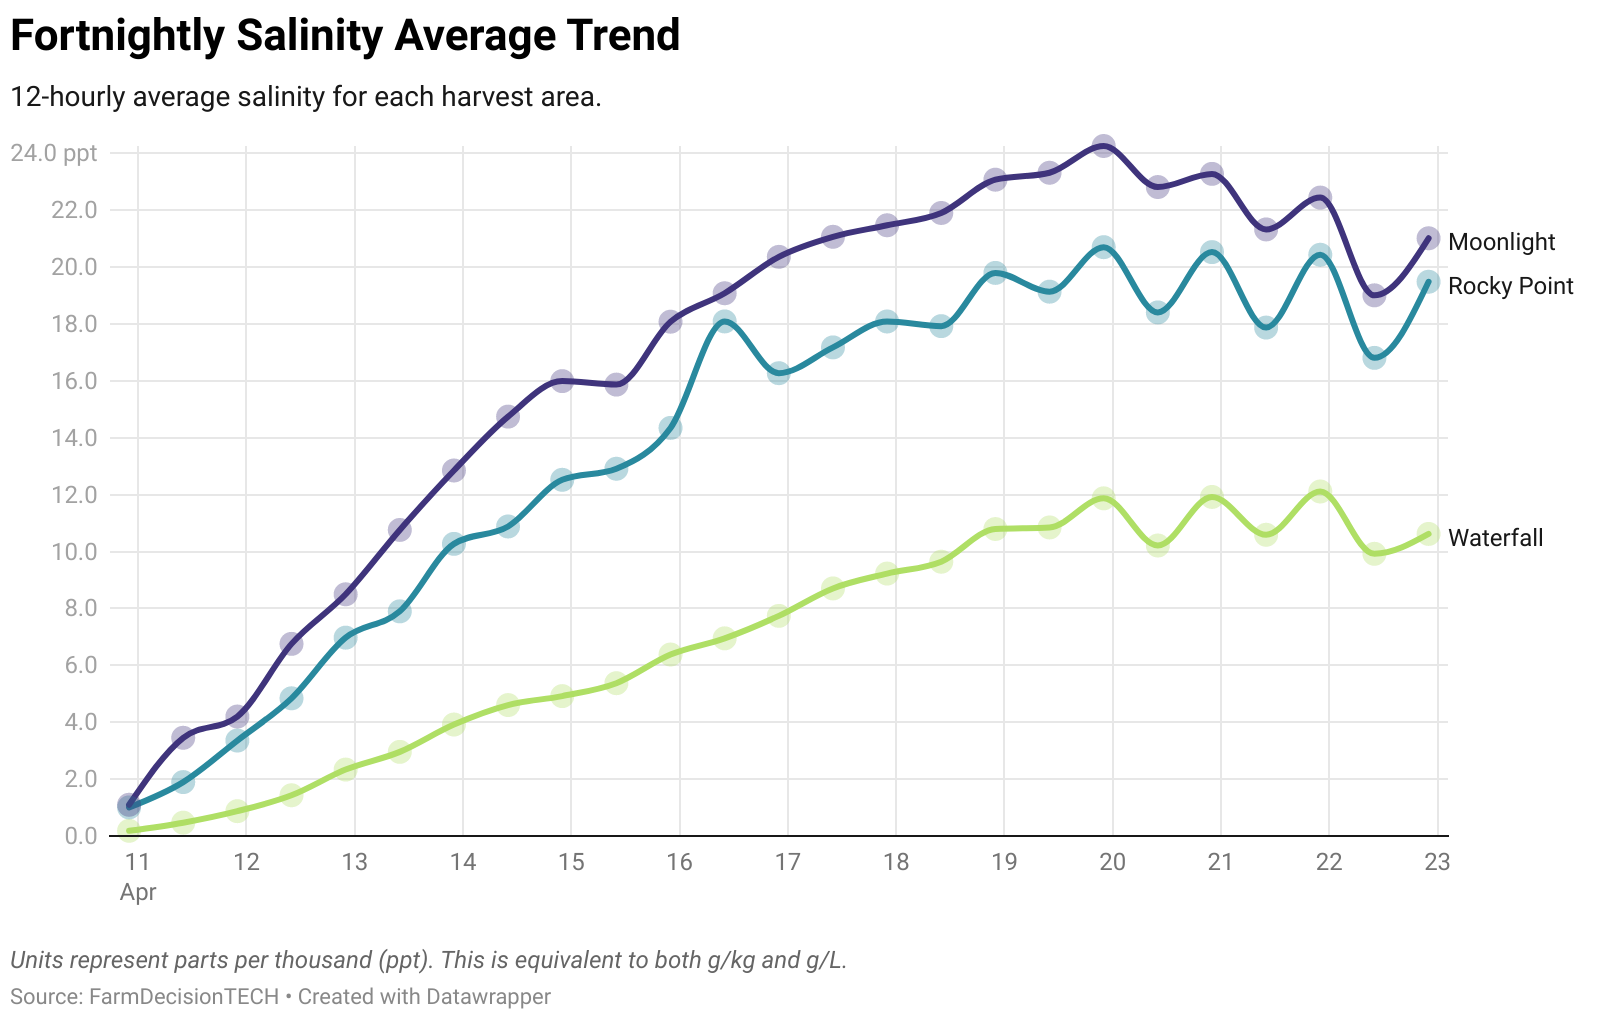 Fortnightly Salinity Average Trend
12-hourly average salinity for each harvest area.
24.0 ppt
22.0
20.0
18.0
16.0
14.0
12.0
10.0
8.0
6.0
4.0
2.0
0.0
Moonlight
Rocky Point
Waterfall
11 12 13 14 15 16 17 18 19 20 21 22 23
Apr
Units represent parts per thousand (ppt). This is equivalent to both g/kg and g/L.
Source: FarmDecisionTECH • Created with Datawrapper